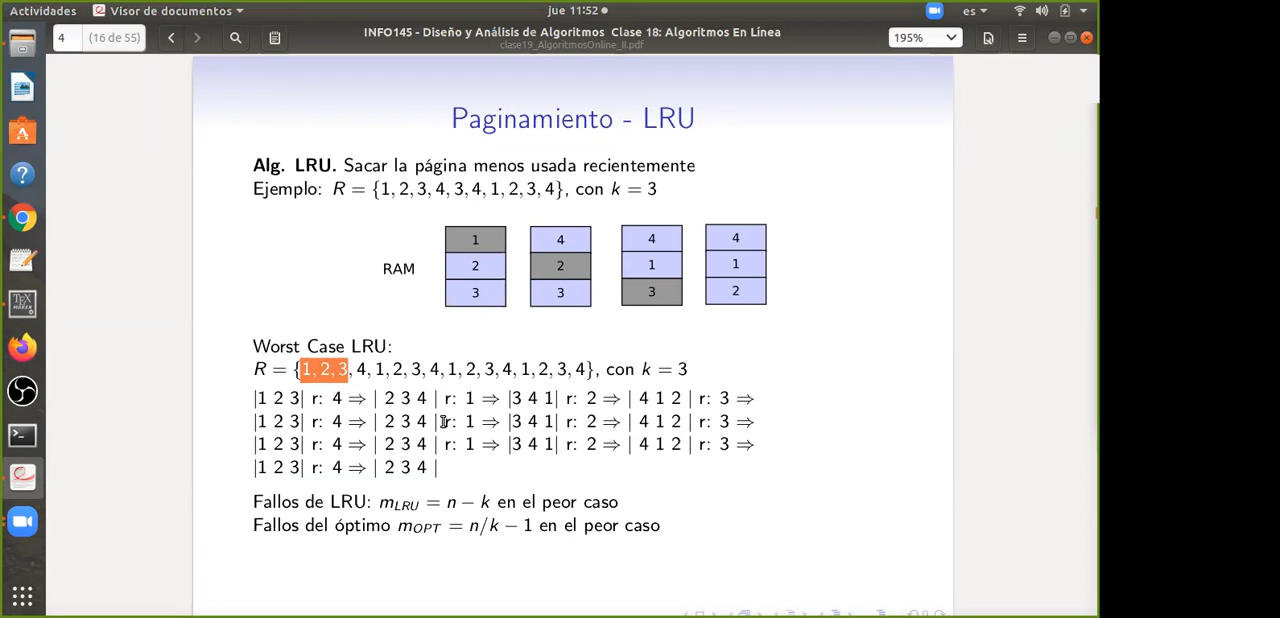 Actividades Visor de documentos jue 11:52 es
4 (16 de 55) INFO145 - Diseño y Análisis de Algoritmos Clase 18: Algoritmos En Línea 195%
clase19_AlgoritmosOnline_II.pdf
Paginamiento - LRU
Alg. LRU. Sacar la página menos usada recientemente
Ejemplo: R = {1, 2, 3, 4, 3, 4, 1, 2, 3, 4}, con k = 3
1 4 4 4
RAM 2 2 1 1
3 3 3 2
Worst Case LRU:
R = {1, 2, 3, 4, 1, 2, 3, 4, 1, 2, 3, 4, 1, 2, 3, 4}, con k = 3
|1 2 3| r: 4 ⇒ | 2 3 4 | r: 1 ⇒ |3 4 1| r: 2 ⇒ | 4 1 2 | r: 3 ⇒
|1 2 3| r: 4 ⇒ | 2 3 4 | r: 1 ⇒ |3 4 1| r: 2 ⇒ | 4 1 2 | r: 3 ⇒
|1 2 3| r: 4 ⇒ | 2 3 4 | r: 1 ⇒ |3 4 1| r: 2 ⇒ | 4 1 2 | r: 3 ⇒
|1 2 3| r: 4 ⇒ | 2 3 4 |
Fallos de LRU: m_LRU = n − k en el peor caso
Fallos del óptimo m_OPT = n/k − 1 en el peor caso